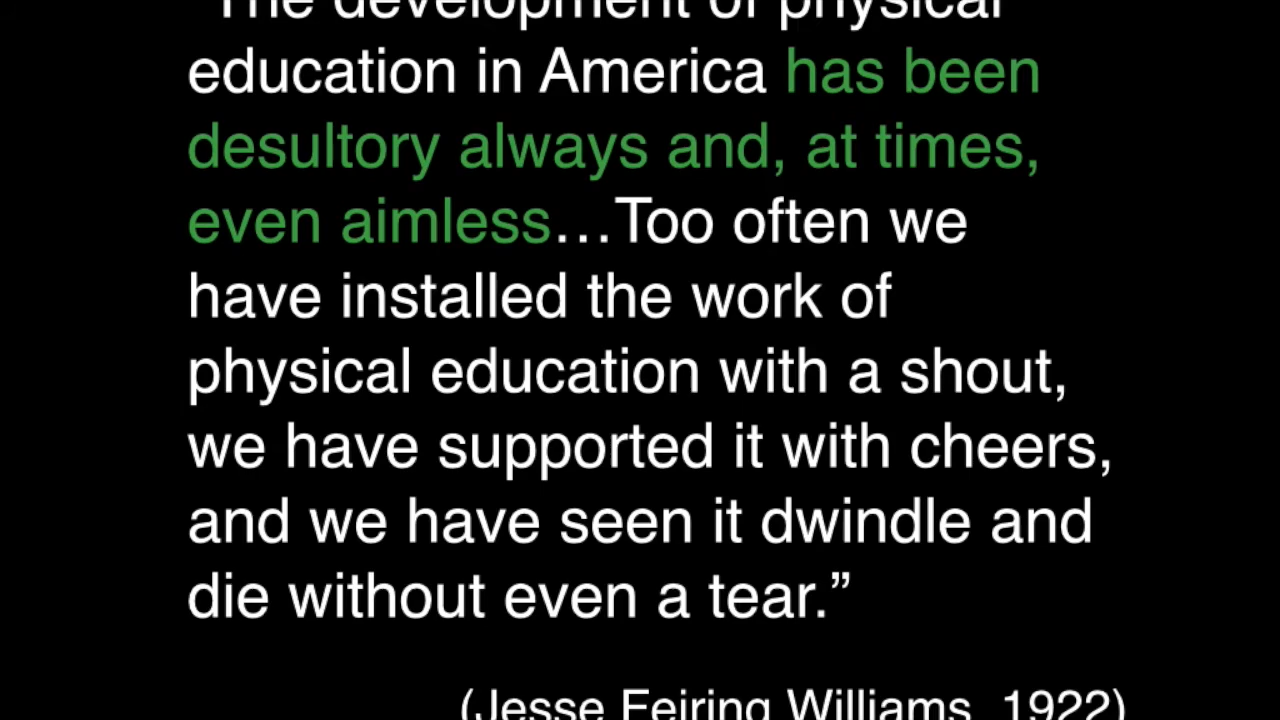 "The development of physical
education in America has been
desultory always and, at times,
even aimless…Too often we
have installed the work of
physical education with a shout,
we have supported it with cheers,
and we have seen it dwindle and
die without even a tear.”
(Jesse Feiring Williams, 1922)